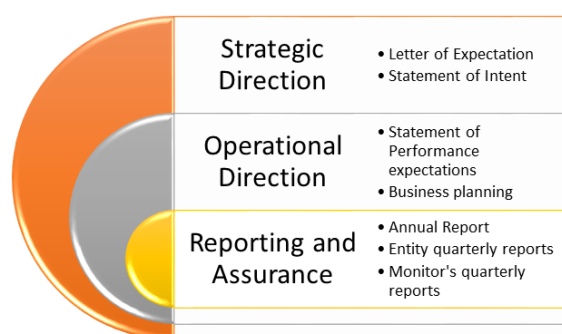 Strategic
Direction
• Letter of Expectation
• Statement of Intent
Operational
Direction
• Statement of
Performance
expectations
• Business planning
Reporting and
Assurance
• Annual Report
• Entity quarterly reports
• Monitor's quarterly
reports